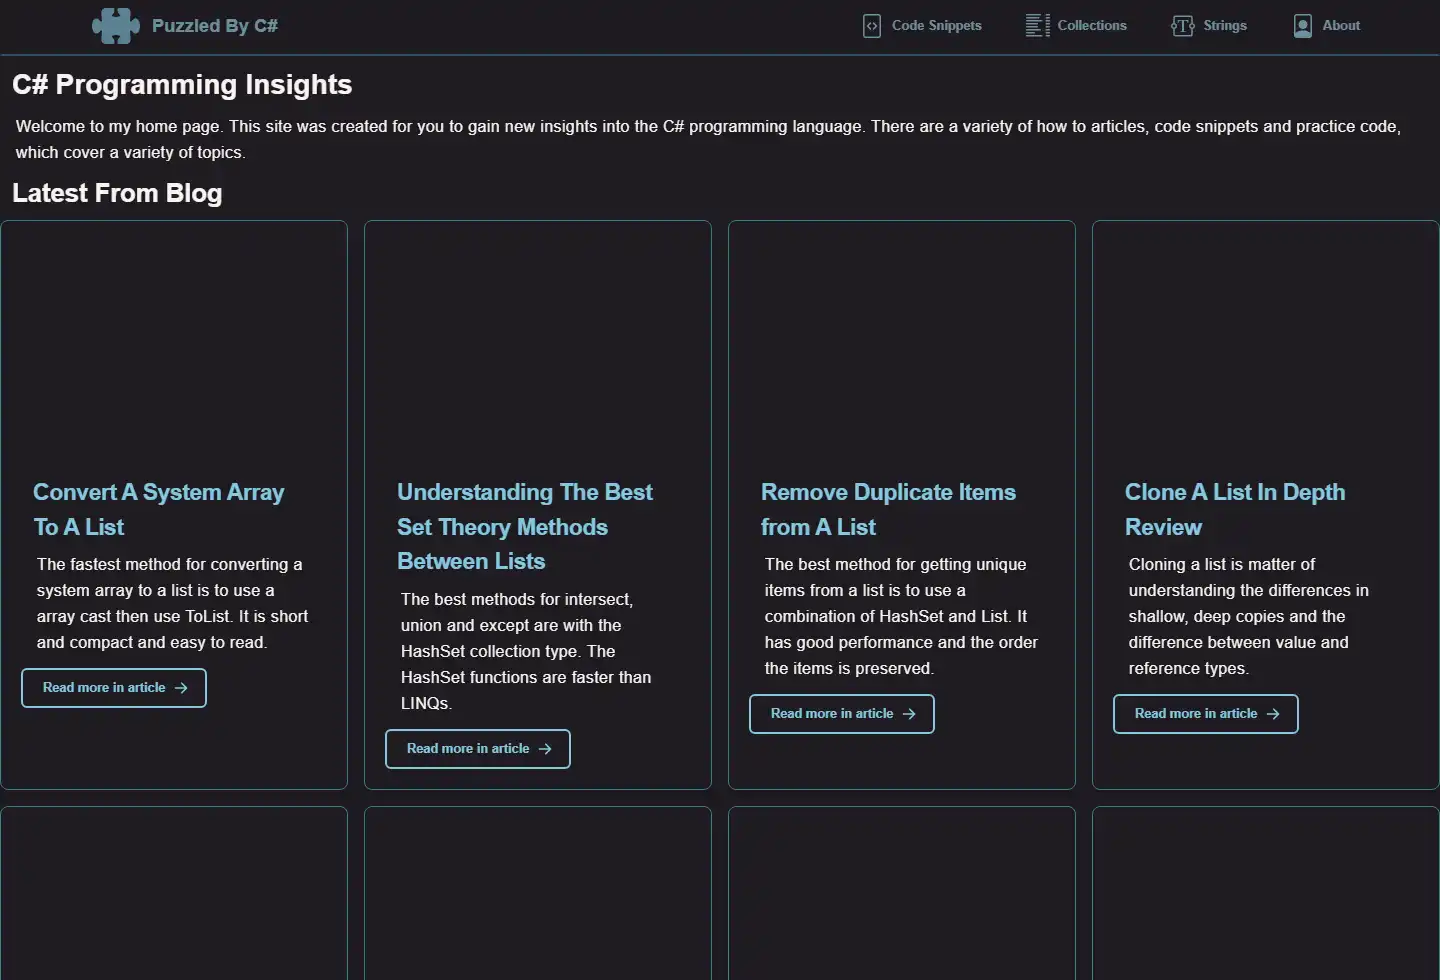 Puzzled By C#
Code Snippets
Collections
Strings
About
C# Programming Insights
Welcome to my home page. This site was created for you to gain new insights into the C# programming language. There are a variety of how to articles, code snippets and practice code,
which cover a variety of topics.
Latest From Blog
Convert A System Array
To A List
The fastest method for converting a
system array to a list is to use a
array cast then use ToList. It is short
and compact and easy to read.
Read more in article
Understanding The Best
Set Theory Methods
Between Lists
The best methods for intersect,
union and except are with the
HashSet collection type. The
HashSet functions are faster than
LINQs.
Read more in article
Remove Duplicate Items
from A List
The best method for getting unique
items from a list is to use a
combination of HashSet and List. It
has good performance and the order
the items is preserved.
Read more in article
Clone A List In Depth
Review
Cloning a list is matter of
understanding the differences in
shallow, deep copies and the
difference between value and
reference types.
Read more in article